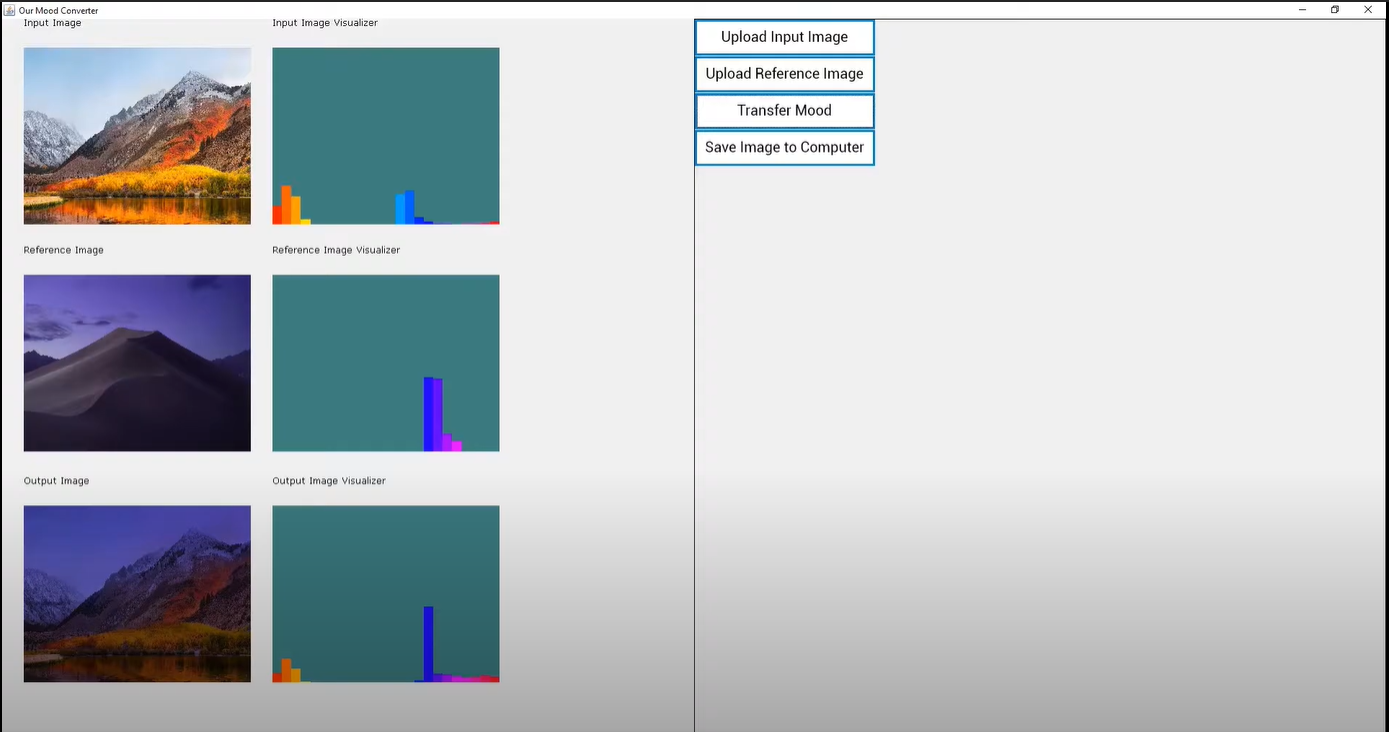 Our Mood Converter
Input Image
Input Image Visualizer
Upload Input Image
Upload Reference Image
Transfer Mood
Save Image to Computer
Reference Image
Reference Image Visualizer
Output Image
Output Image Visualizer